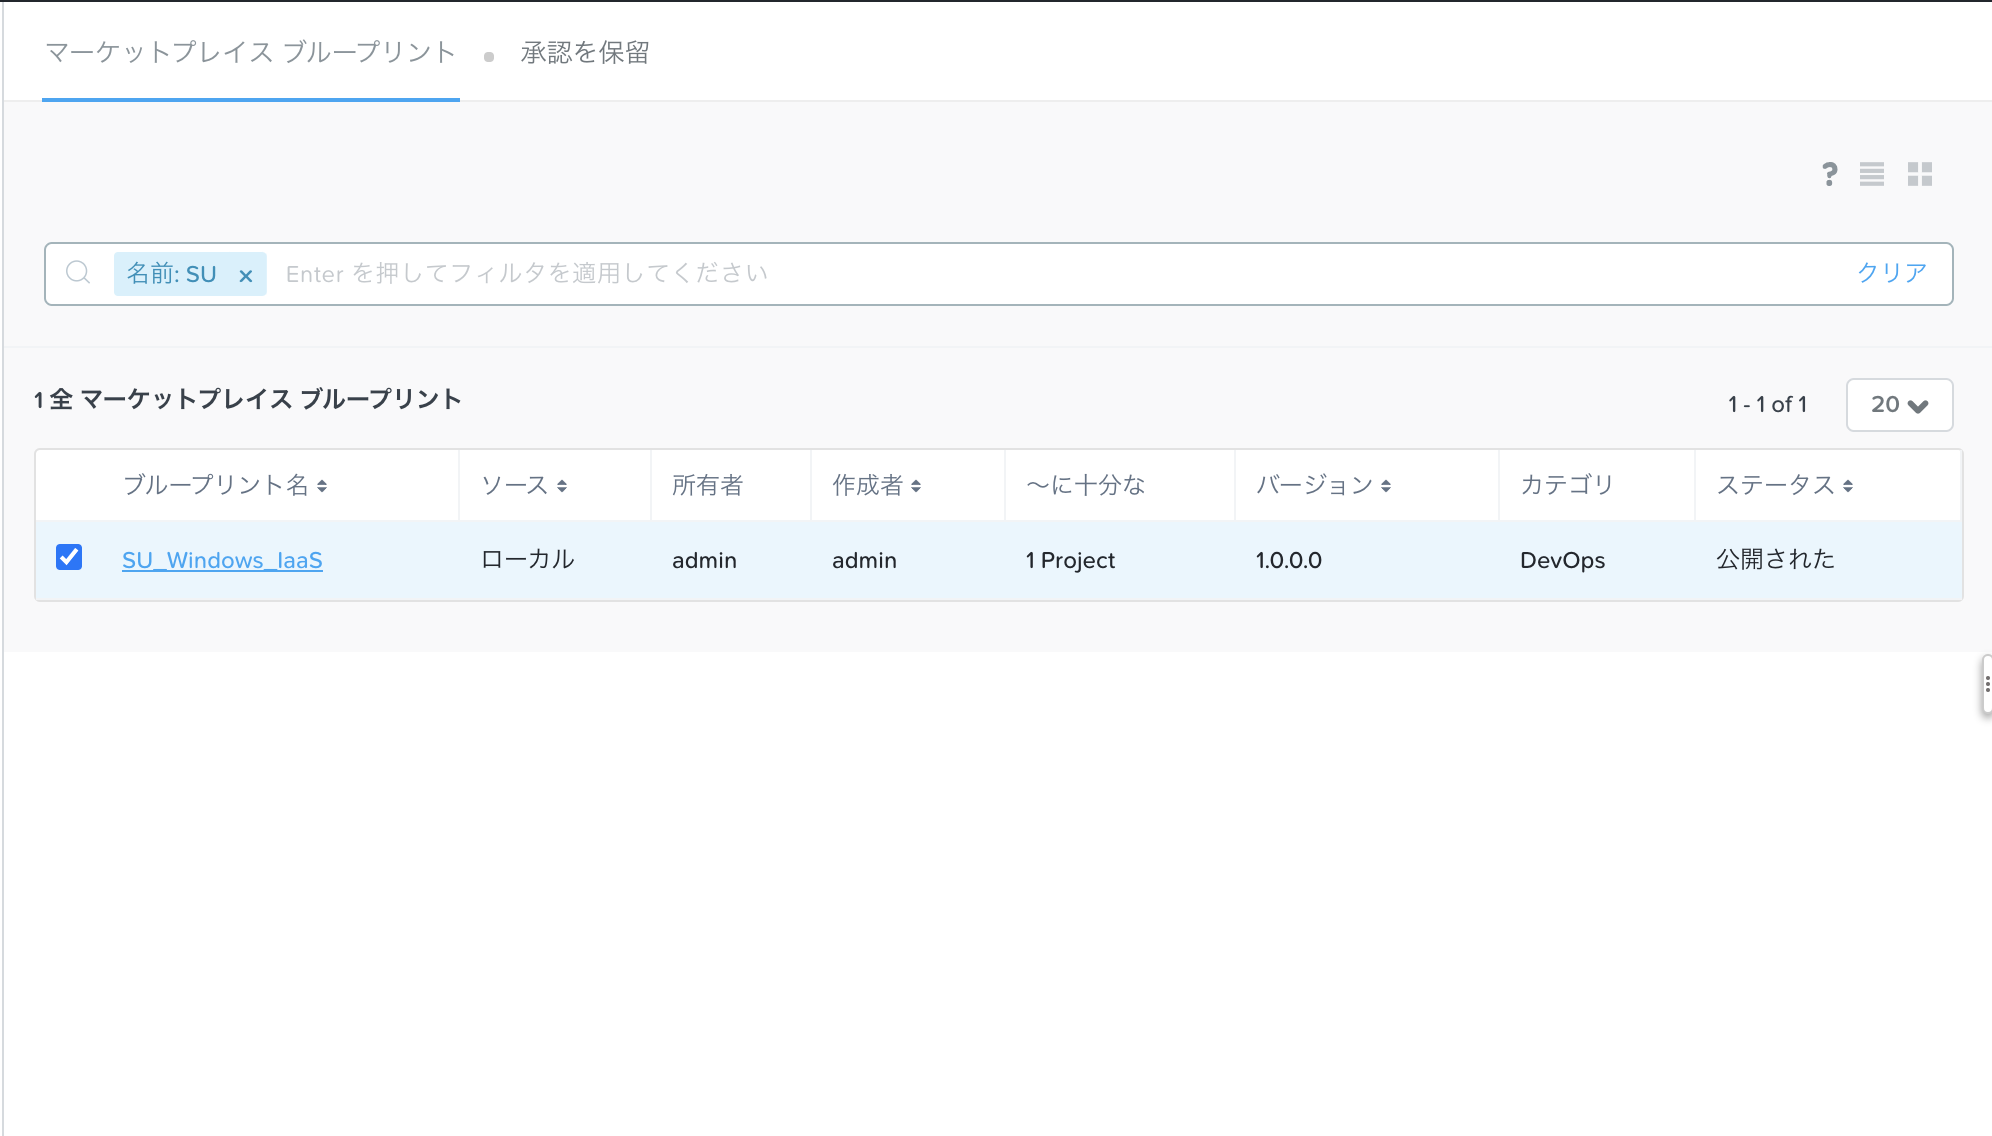 マーケットプレイス ブループリント 承認を保留
?
名前: SU × Enter を押してフィルタを適用してください クリア
1 全 マーケットプレイス ブループリント 1 - 1 of 1 20
ブループリント名 ソース 所有者 作成者 〜に十分な バージョン カテゴリ ステータス
SU_Windows_IaaS ローカル admin admin 1 Project 1.0.0.0 DevOps 公開された